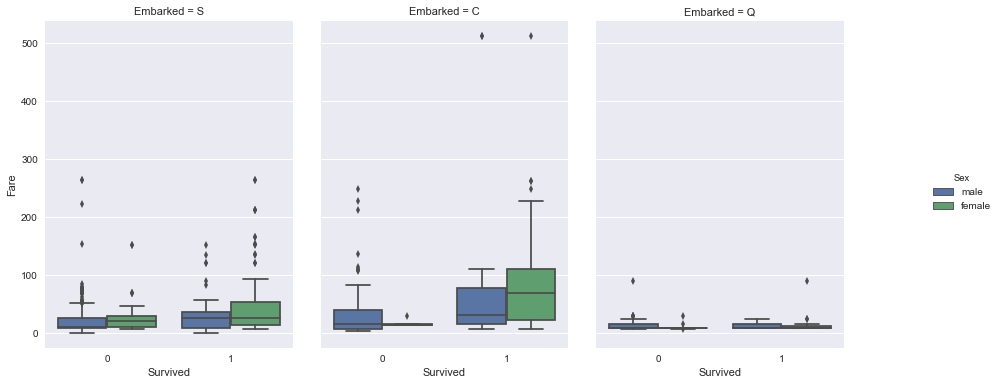 Embarked = S
Embarked = C
Embarked = Q
Fare
500
400
300
200
100
0
0
1
0
1
0
1
Survived
Survived
Survived
Sex
male
female